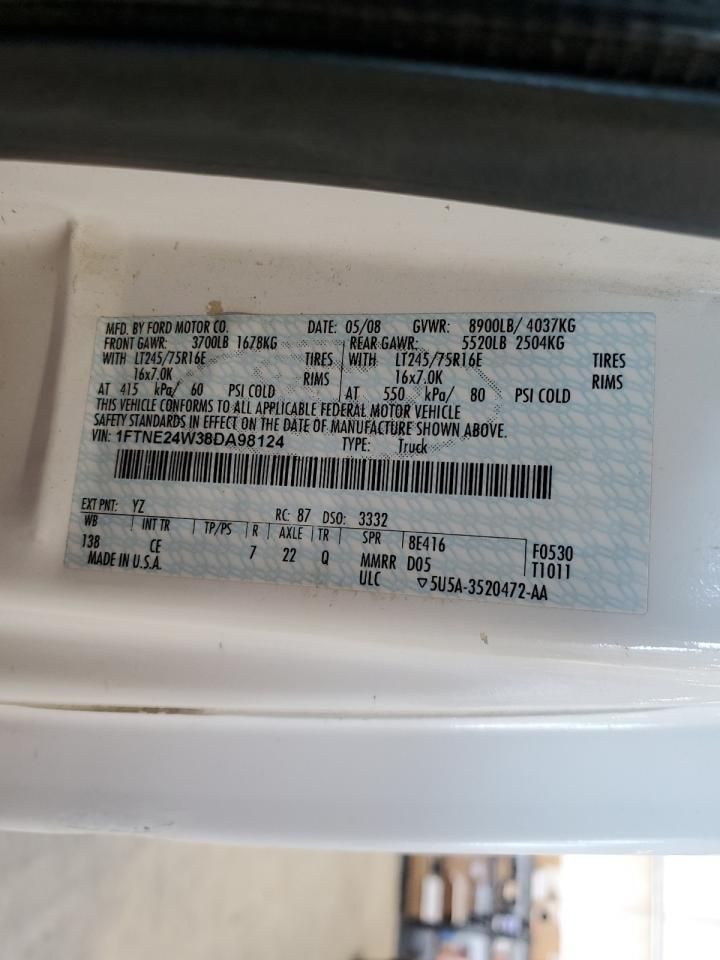 MFD. BY FORD MOTOR CO. DATE: 05/08 GVWR: 8900LB/ 4037KG
FRONT GAWR: 3700LB 1678KG REAR GAWR: 5520LB 2504KG
WITH LT245/75R16E TIRES WITH LT245/75R16E TIRES
16x7.0K RIMS 16x7.0K RIMS
AT 415 kPa/ 60 PSI COLD AT 550 kPa/ 80 PSI COLD
THIS VEHICLE CONFORMS TO ALL APPLICABLE FEDERAL MOTOR VEHICLE
SAFETY STANDARDS IN EFFECT ON THE DATE OF MANUFACTURE SHOWN ABOVE.
VIN: 1FTNE24W38DA98124 TYPE: Truck
EXT PNT: YZ RC: 87 DSO: 3332
WB INT TR TP/PS R AXLE TR SPR 8E416 F0530
138 CE 7 22 Q MMRR D05 T1011
MADE IN U.S.A. ULC ▽5U5A-3520472-AA